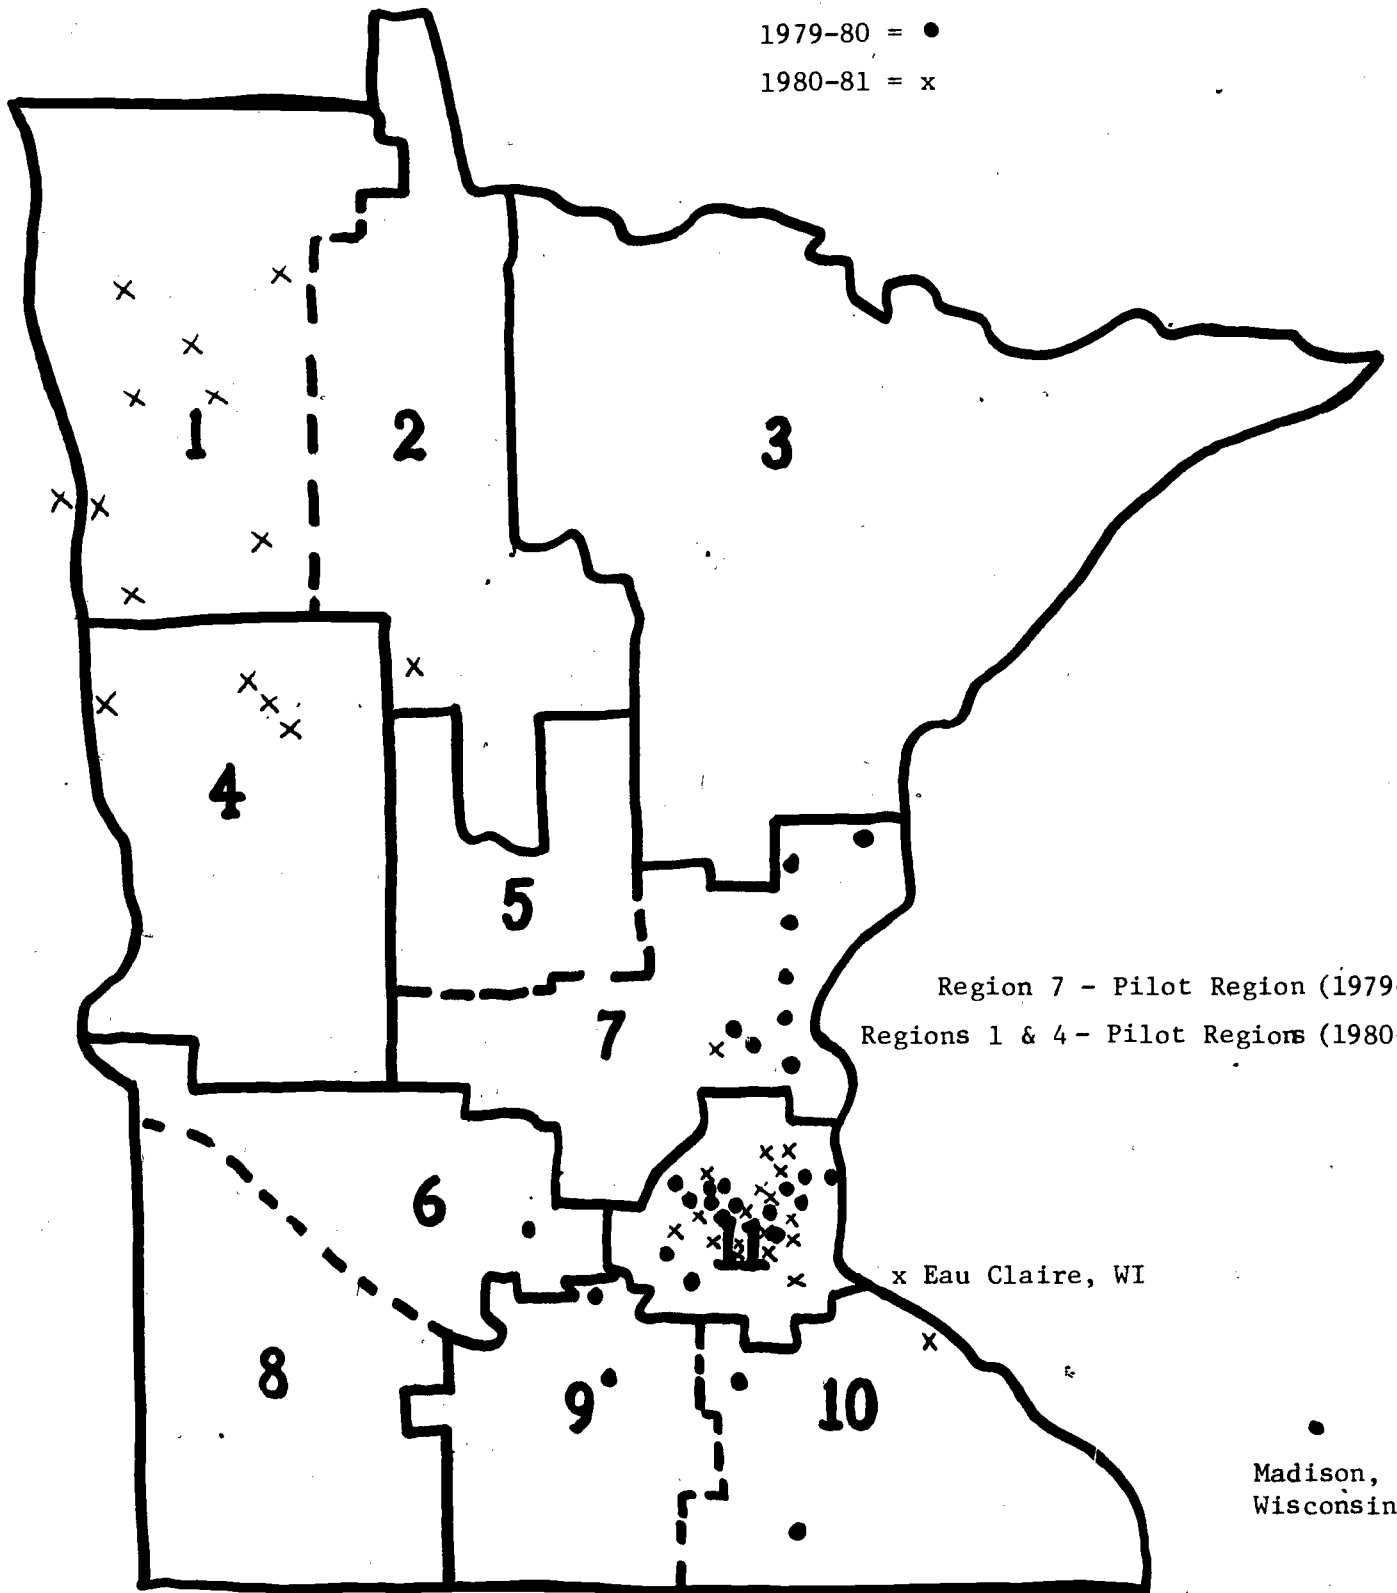 1979-80 = ●
1980-81 = x
1
2
3
4
5
Region 7 - Pilot Region (1979
7
Regions 1 & 4 - Pilot Regions (1980
6
11
x Eau Claire, WI
8
9
10
Madison,
Wisconsin